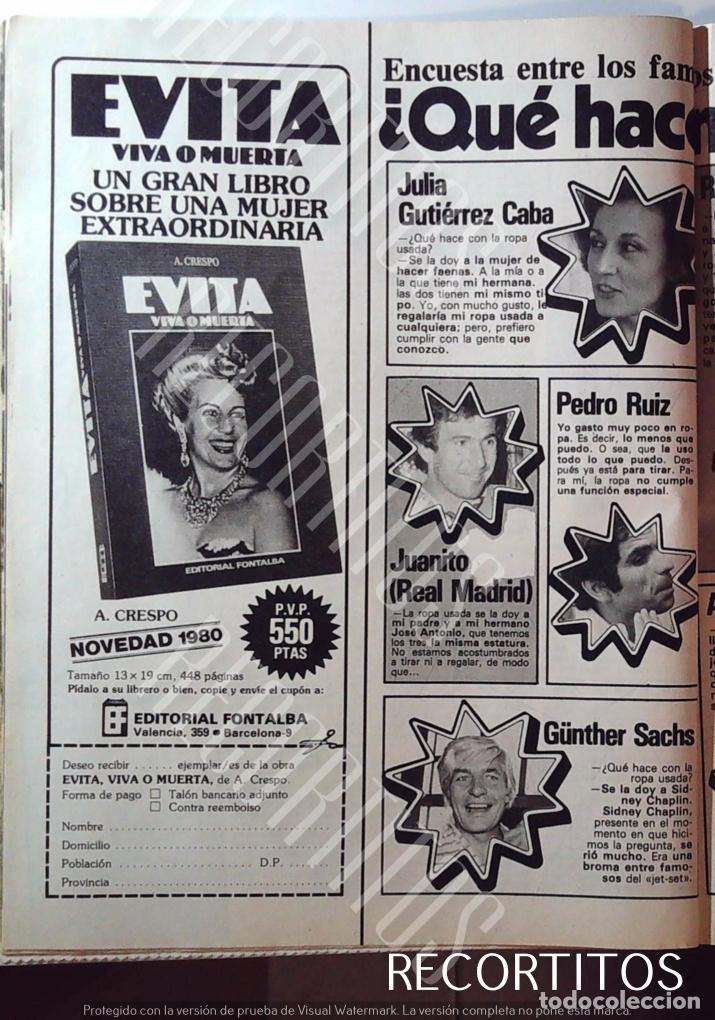 EVITA
VIVA O MUERTA
UN GRAN LIBRO
SOBRE UNA MUJER
EXTRAORDINARIA
A. CRESPO
EVITA
VIVA O MUERTA
EVITA VIVA O MUERTA
EDITORIAL FONTALBA
A. CRESPO
NOVEDAD 1980
P.V.P.
550
PTAS
Tamaño 13 x 19 cm, 448 páginas
Pídalo a su librero o bien, copie y envíe el cupón a:
EDITORIAL FONTALBA
Valencia, 359 • Barcelona-9
Deseo recibir ...... ejemplar/es de la obra
EVITA, VIVA O MUERTA, de A. Crespo.
Forma de pago □ Talón bancario adjunto
□ Contra reembolso
Nombre
Domicilio
Población D.P.
Provincia
Encuesta entre los famos
¿Qué hac
Julia
Gutiérrez Caba
—¿Qué hace con la ropa
usada?
—Se la doy a la mujer de
hacer faenas. A la mía o a
la que tiene mi hermana.
las dos tienen mi mismo ti-
po. Yo, con mucho gusto, le
regalaría mi ropa usada a
cualquiera; pero, prefiero
cumplir con la gente que
conozco.
Juanito
(Real Madrid)
—La ropa usada se la doy a
mi padre y a mi hermano
José Antonio, que tenemos
los tres la misma estatura.
No estamos acostumbrados
a tirar ni a regalar, de modo
que...
Pedro Ruiz
Yo gasto muy poco en ro-
pa. Es decir, lo menos que
puedo. O sea, que la uso
todo lo que puedo. Des-
pués ya está para tirar. Pa-
ra mí, la ropa no cumple
una función especial.
Günther Sachs
—¿Qué hace con la
ropa usada?
—Se la doy a Sid-
ney Chaplin.
Sidney Chaplin,
presente en el mo-
mento en que hici-
mos la pregunta, se
rió mucho. Era una
broma entre famo-
sos del «jet-set».
RECORTITOS
todocoleccion
Protegido con la versión de prueba de Visual Watermark. La versión completa no pone esta marca.